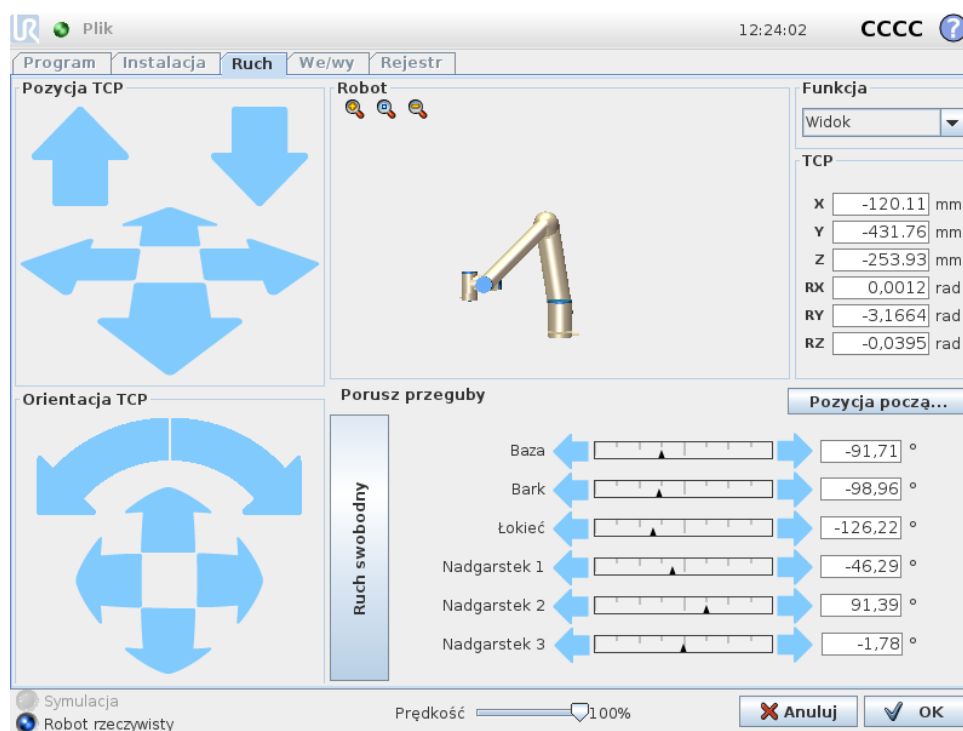 UR Plik 12:24:02 CCCC ?
Program Instalacja Ruch We/wy Rejestr
Pozycja TCP
Robot
Funkcja
Widok
TCP
X -120.11 mm
Y -431.76 mm
Z -253.93 mm
RX 0,0012 rad
RY -3,1664 rad
RZ -0,0395 rad
Orientacja TCP
Porusz przeguby
Pozycja początk...
Ruch swobodny
Baza -91,71 °
Bark -98,96 °
Łokieć -126,22 °
Nadgarstek 1 -46,29 °
Nadgarstek 2 91,39 °
Nadgarstek 3 -1,78 °
Symulacja
Robot rzeczywisty
Prędkość 100%
Anuluj
OK